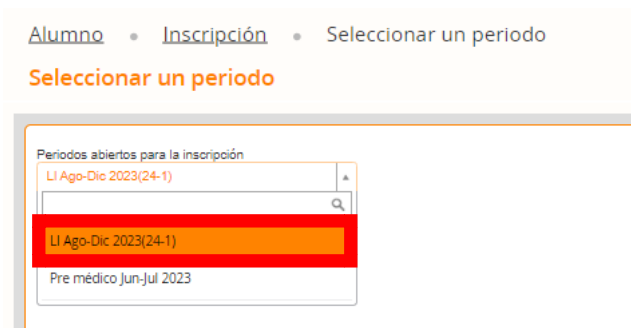 Alumno • Inscripción • Seleccionar un periodo
Seleccionar un periodo
Periodos abiertos para la inscripción
LI Ago-Dic 2023(24-1)
LI Ago-Dic 2023(24-1)
Pre médico Jun-Jul 2023